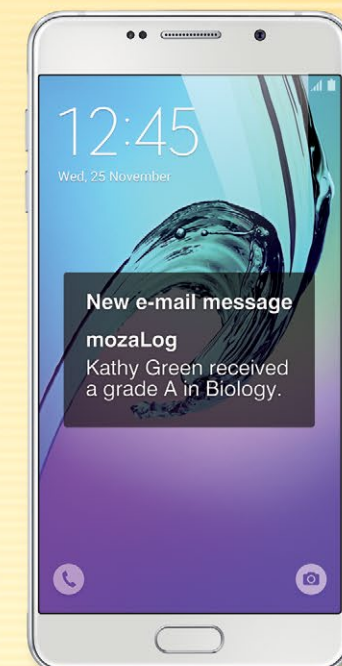 12:45
Wed, 25 November
New e-mail message
mozaLog
Kathy Green received
a grade A in Biology.